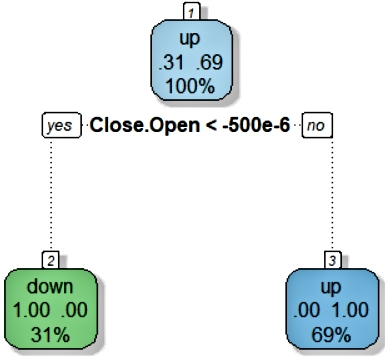 1
up
.31 .69
100%
yes Close.Open < -500e-6 no
2
down
1.00 .00
31%
3
up
.00 1.00
69%